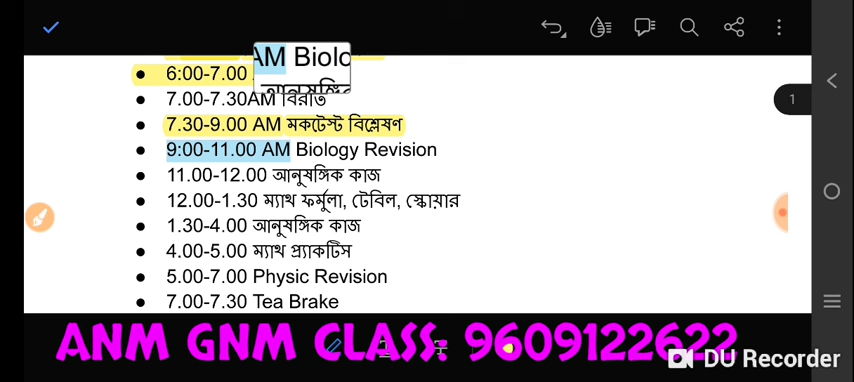 AM Biolo
6:00-7.00
7.00-7.30AM বিরতি
7.30-9.00 AM মকটেস্ট বিশ্লেষণ
1
9:00-11.00 AM Biology Revision
11.00-12.00 আনুষঙ্গিক কাজ
12.00-1.30 ম্যাথ ফর্মুলা, টেবিল, স্কোয়ার
1.30-4.00 আনুষঙ্গিক কাজ
4.00-5.00 ম্যাথ প্র্যাকটিস
5.00-7.00 Physic Revision
7.00-7.30 Tea Brake
ANM GNM CLASS: 9609122622
DU Recorder